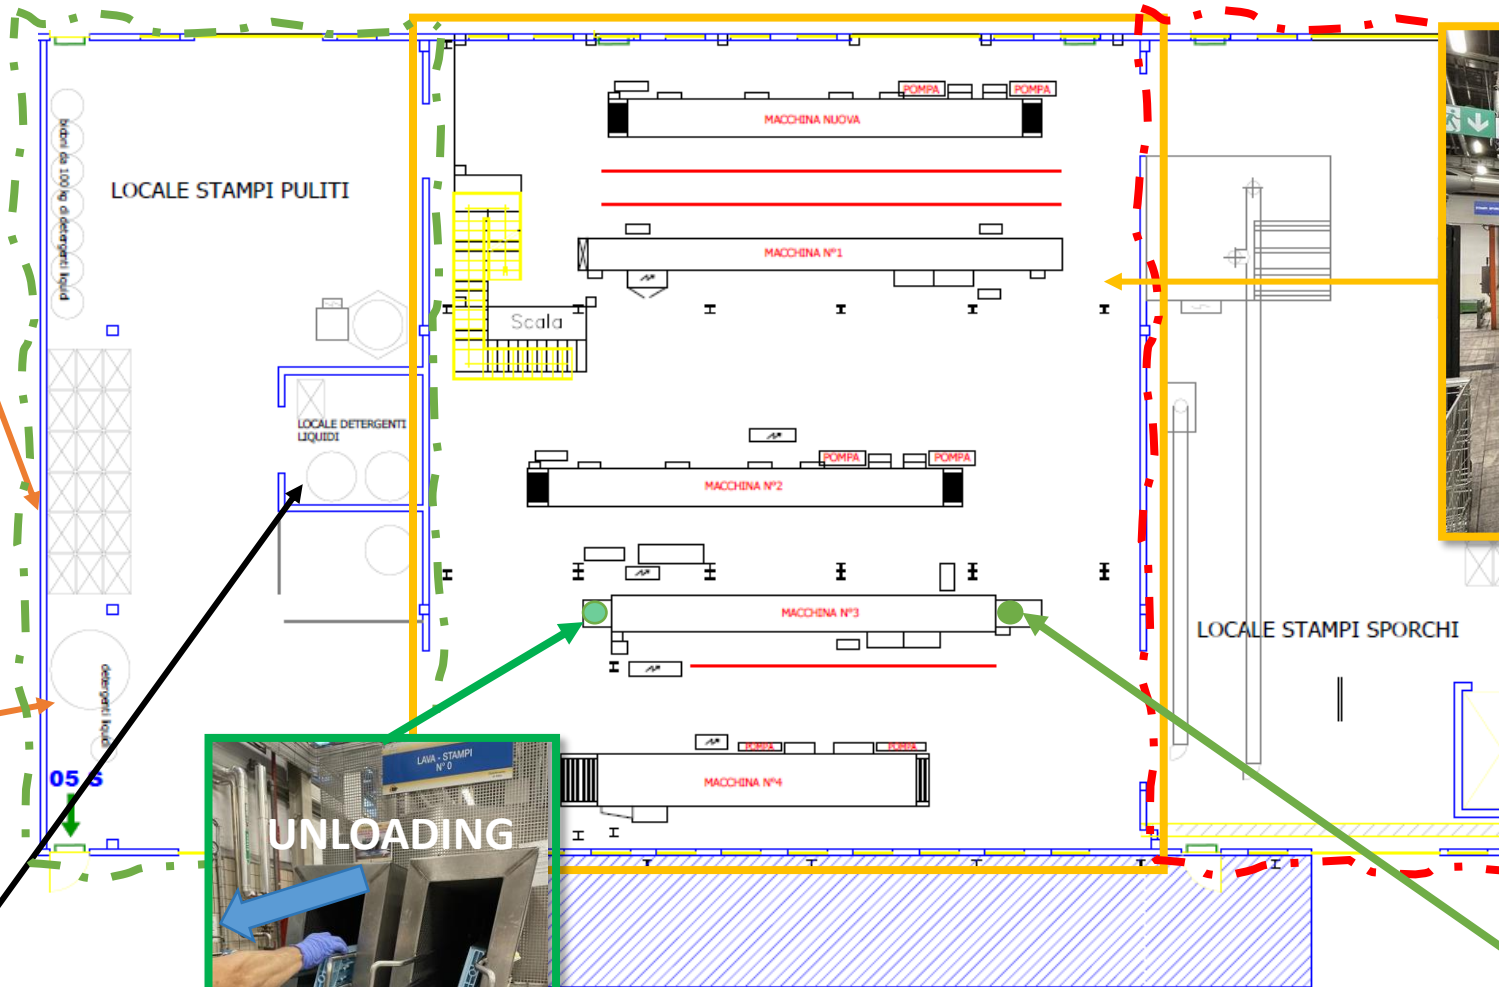 POMPA
POMPA
MACCHINA NUOVA
LOCALE STAMPI PULITI
bidoni da 100 kg di detergenti liquidi
MACCHINA N°1
Scala
LOCALE DETERGENTI
LIQUIDI
POMPA
POMPA
MACCHINA N°2
MACCHINA N°3
LOCALE STAMPI SPORCHI
detergenti liquidi
POMPA
POMPA
MACCHINA N°4
05 S
LAVA - STAMPI
N° 0
UNLOADING